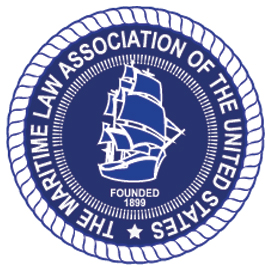 THE MARITIME LAW ASSOCIATION OF THE UNITED STATES
FOUNDED
1899